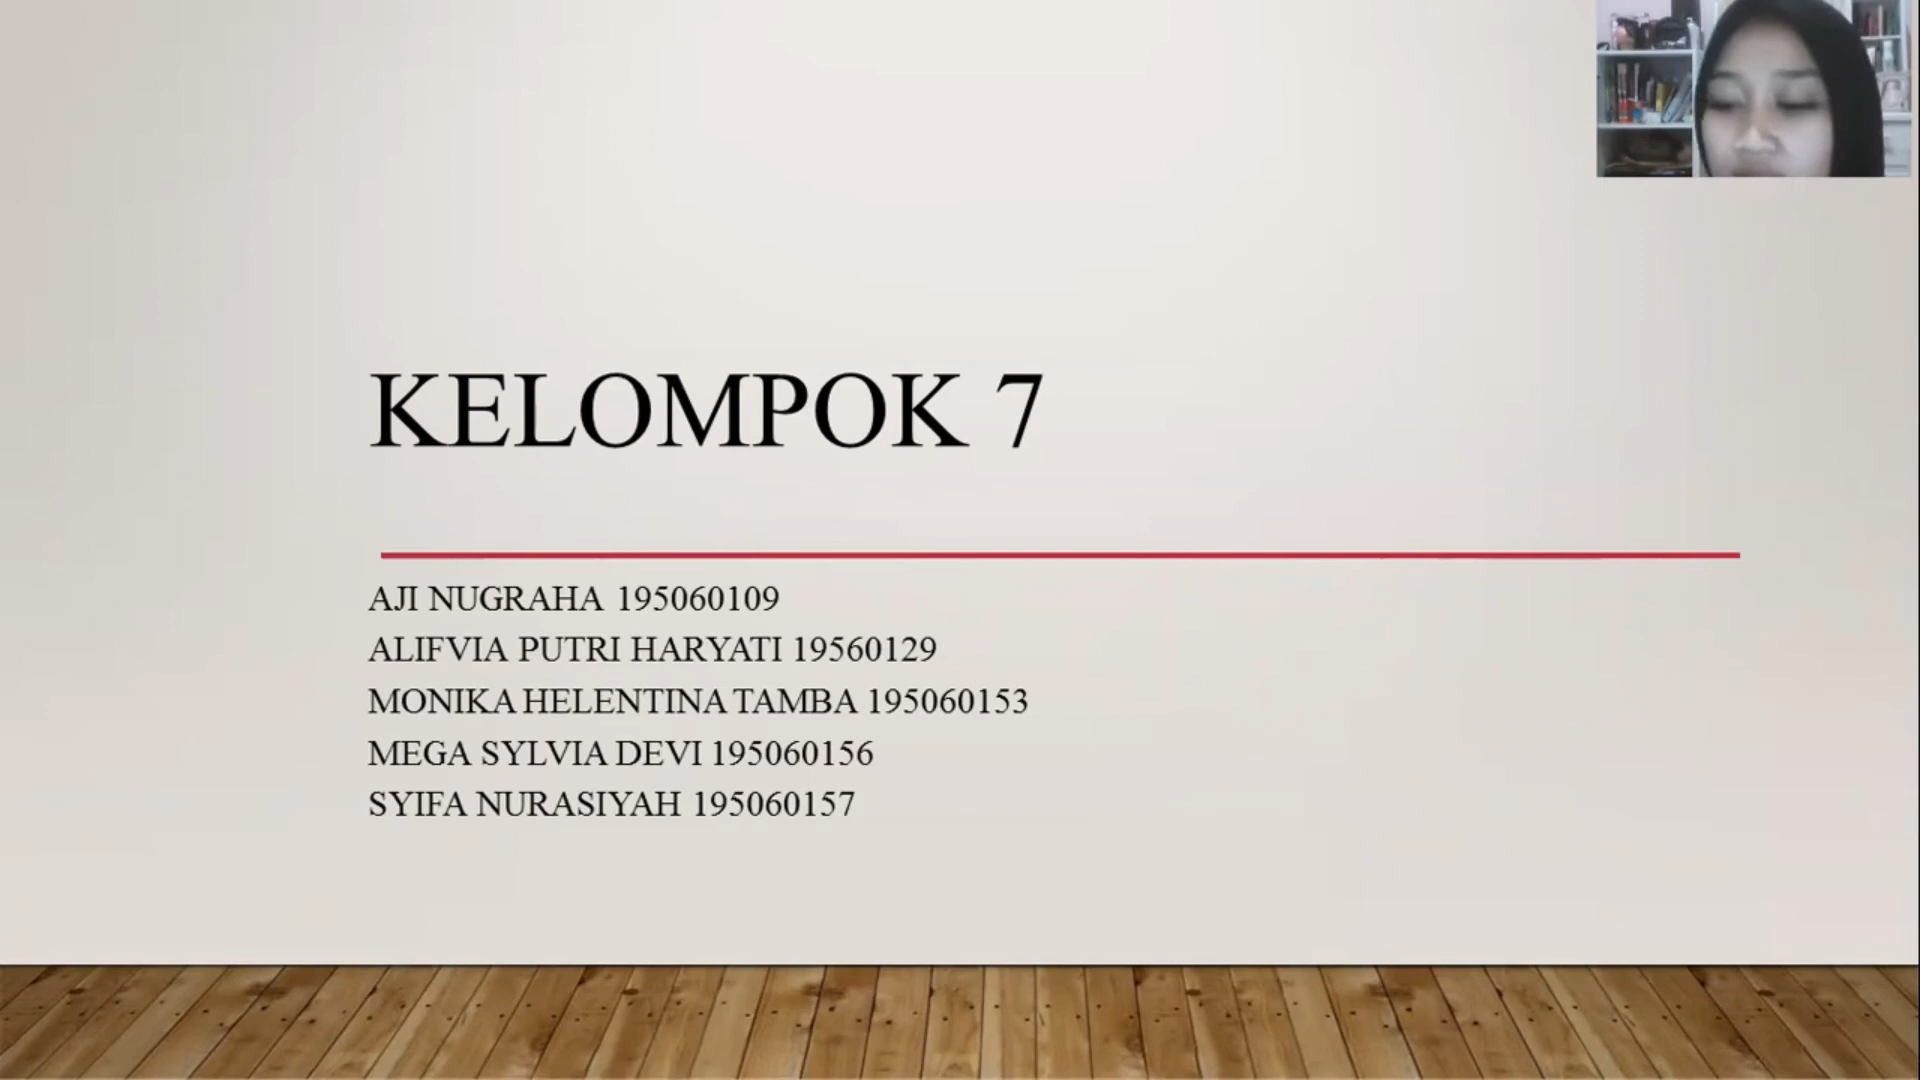 KELOMPOK 7
AJI NUGRAHA 195060109
ALIFVIA PUTRI HARYATI 19560129
MONIKA HELENTINA TAMBA 195060153
MEGA SYLVIA DEVI 195060156
SYIFA NURASIYAH 195060157